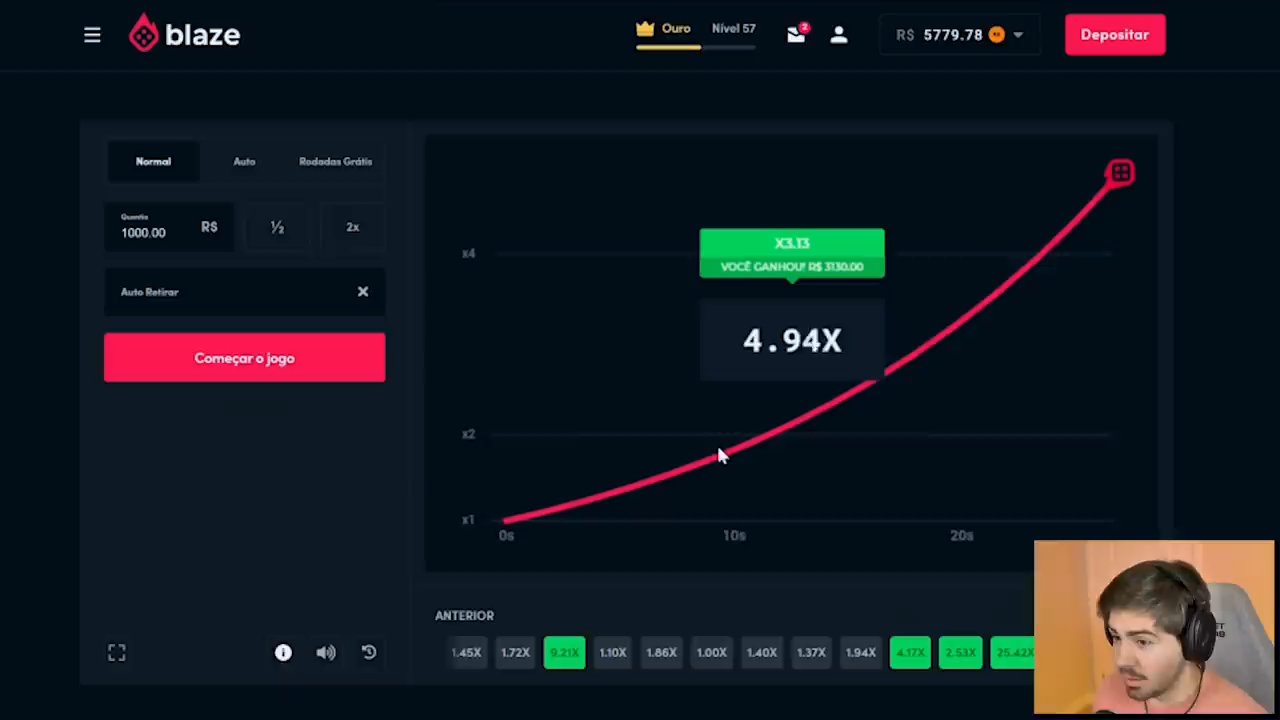 blaze
Ouro
Nível 57
2
R$ 5779.78
Depositar
Normal
Auto
Rodadas Grátis
Quantia
1000.00
R$
½
2x
Auto Retirar
Começar o jogo
x4
x2
x1
X3.13
VOCÊ GANHOU! R$ 3130.00
4.94X
0s
10s
20s
ANTERIOR
1.45X
1.72X
9.21X
1.10X
1.86X
1.00X
1.40X
1.37X
1.94X
4.17X
2.53X
25.42X